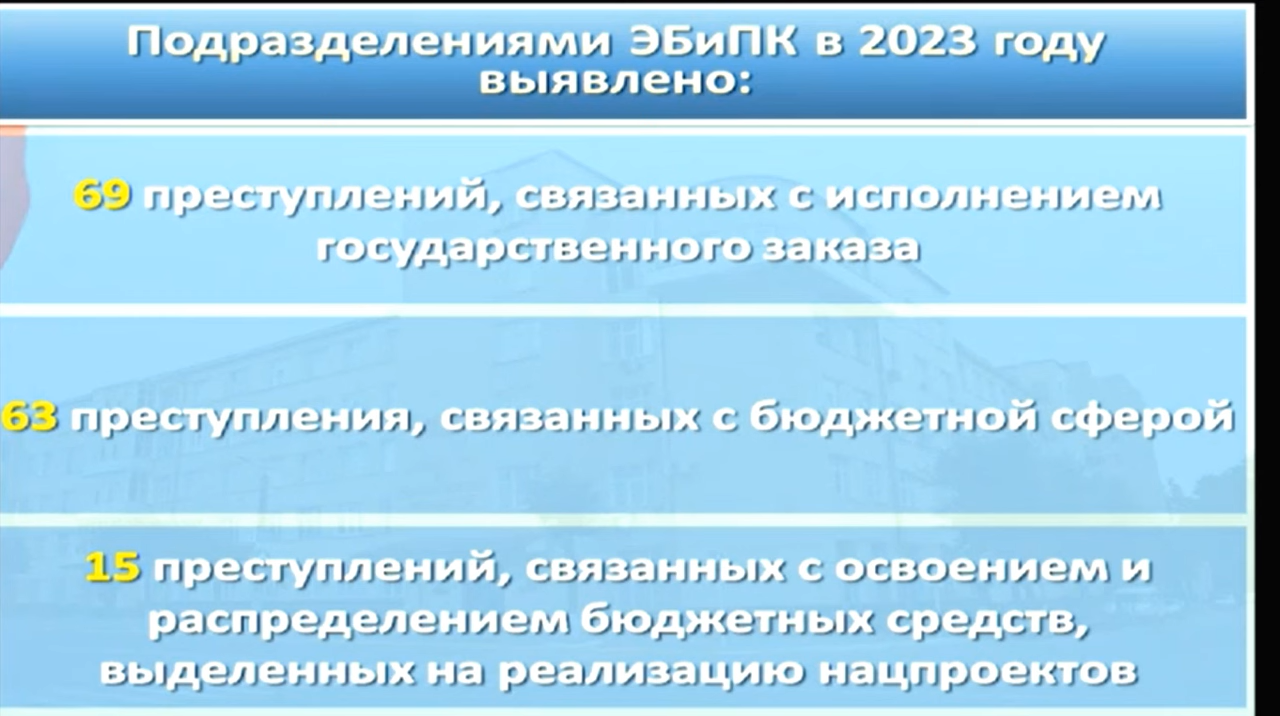 Подразделениями ЭБиПК в 2023 году
выявлено:
69 преступлений, связанных с исполнением
государственного заказа
63 преступления, связанных с бюджетной сферой
15 преступлений, связанных с освоением и
распределением бюджетных средств,
выделенных на реализацию нацпроектов